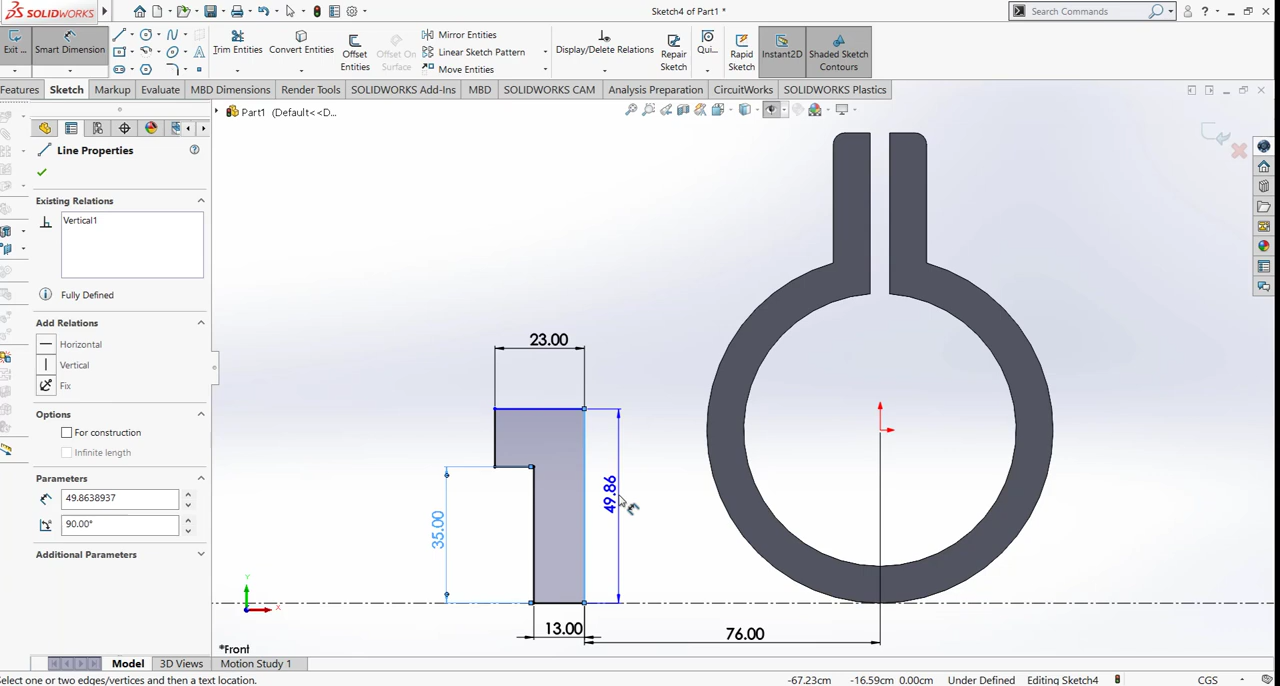 SOLIDWORKS
Sketch4 of Part1 *
Search Commands
?
Exit ...
Smart Dimension
Trim Entities
Convert Entities
Offset Entities
Offset On Surface
Mirror Entities
Linear Sketch Pattern
Move Entities
Display/Delete Relations
Repair Sketch
Qui...
Rapid Sketch
Instant2D
Shaded Sketch Contours
Features
Sketch
Markup
Evaluate
MBD Dimensions
Render Tools
SOLIDWORKS Add-Ins
MBD
SOLIDWORKS CAM
Analysis Preparation
CircuitWorks
SOLIDWORKS Plastics
Part1 (Default<<D...
Line Properties
Existing Relations
Vertical1
Fully Defined
Add Relations
Horizontal
Vertical
Fix
Options
For construction
Infinite length
Parameters
49.8638937
90.00°
Additional Parameters
23.00
49.86
35.00
13.00
76.00
Y
X
*Front
Model
3D Views
Motion Study 1
Select one or two edges/vertices and then a text location.
-67.23cm
-16.59cm 0.00cm
Under Defined
Editing Sketch4
CGS